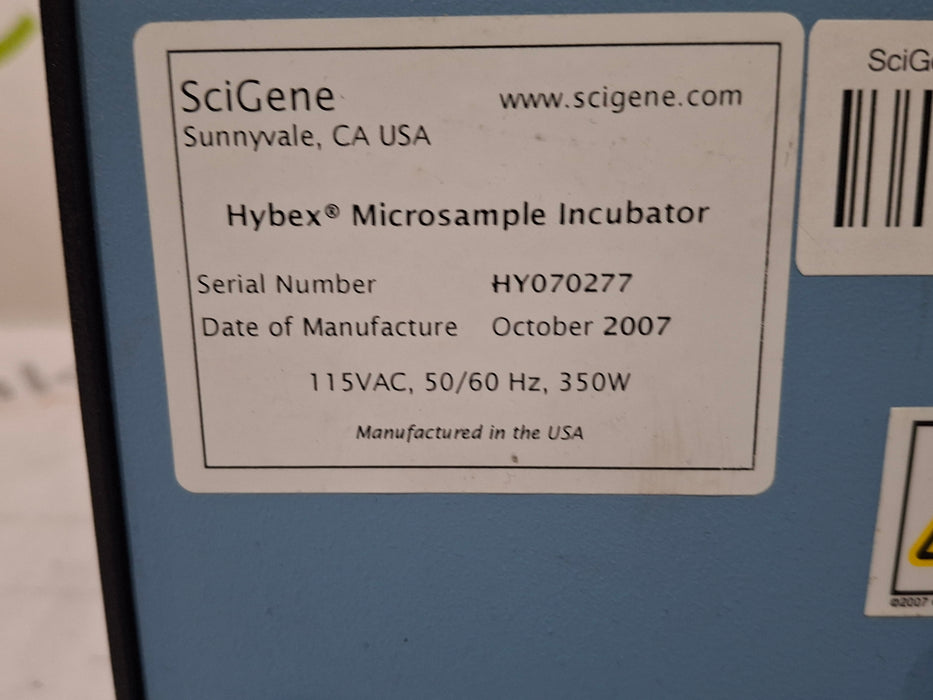 SciGene
www.scigene.com
Sunnyvale, CA USA
Hybex® Microsample Incubator
Serial Number HY070277
Date of Manufacture October 2007
115VAC, 50/60 Hz, 350W
Manufactured in the USA
SciG
©2007